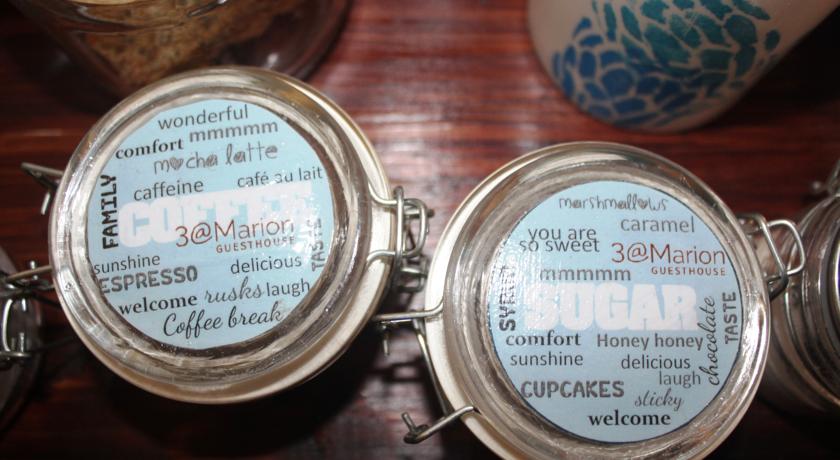 wonderful
comfort mmmmm
mocha latte
FAMILY
caffeine café au lait
COFFEE
3@Marion
GUESTHOUSE
TASTE
sunshine
ESPRESSO delicious
welcome rusks laugh
Coffee break
marshmallows
caramel
you are
so sweet
3@Marion
GUESTHOUSE
mmmmm
SUGAR
comfort Honey honey
sunshine delicious
chocolate
TASTE
laugh
CUPCAKES sticky
welcome